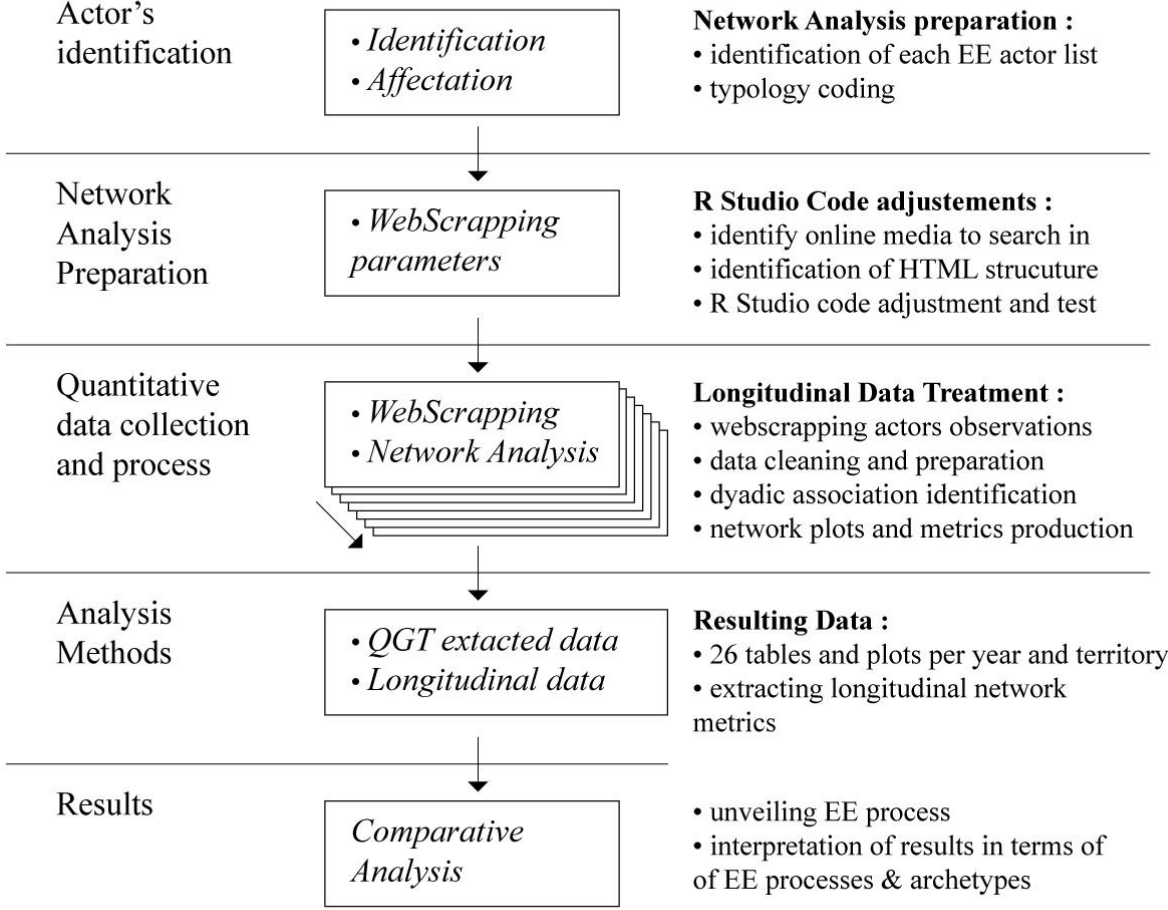 Actor's
identification
• Identification
• Affectation
Network Analysis preparation :
• identification of each EE actor list
• typology coding
Network
Analysis
Preparation
• WebScrapping
parameters
R Studio Code adjustements :
• identify online media to search in
• identification of HTML strucuture
• R Studio code adjustment and test
Quantitative
data collection
and process
• WebScrapping
• Network Analysis
Longitudinal Data Treatment :
• webscrapping actors observations
• data cleaning and preparation
• dyadic association identification
• network plots and metrics production
Analysis
Methods
• QGT extacted data
• Longitudinal data
Resulting Data :
• 26 tables and plots per year and territory
• extracting longitudinal network
metrics
Results
Comparative
Analysis
• unveiling EE process
• interpretation of results in terms of
of EE processes & archetypes